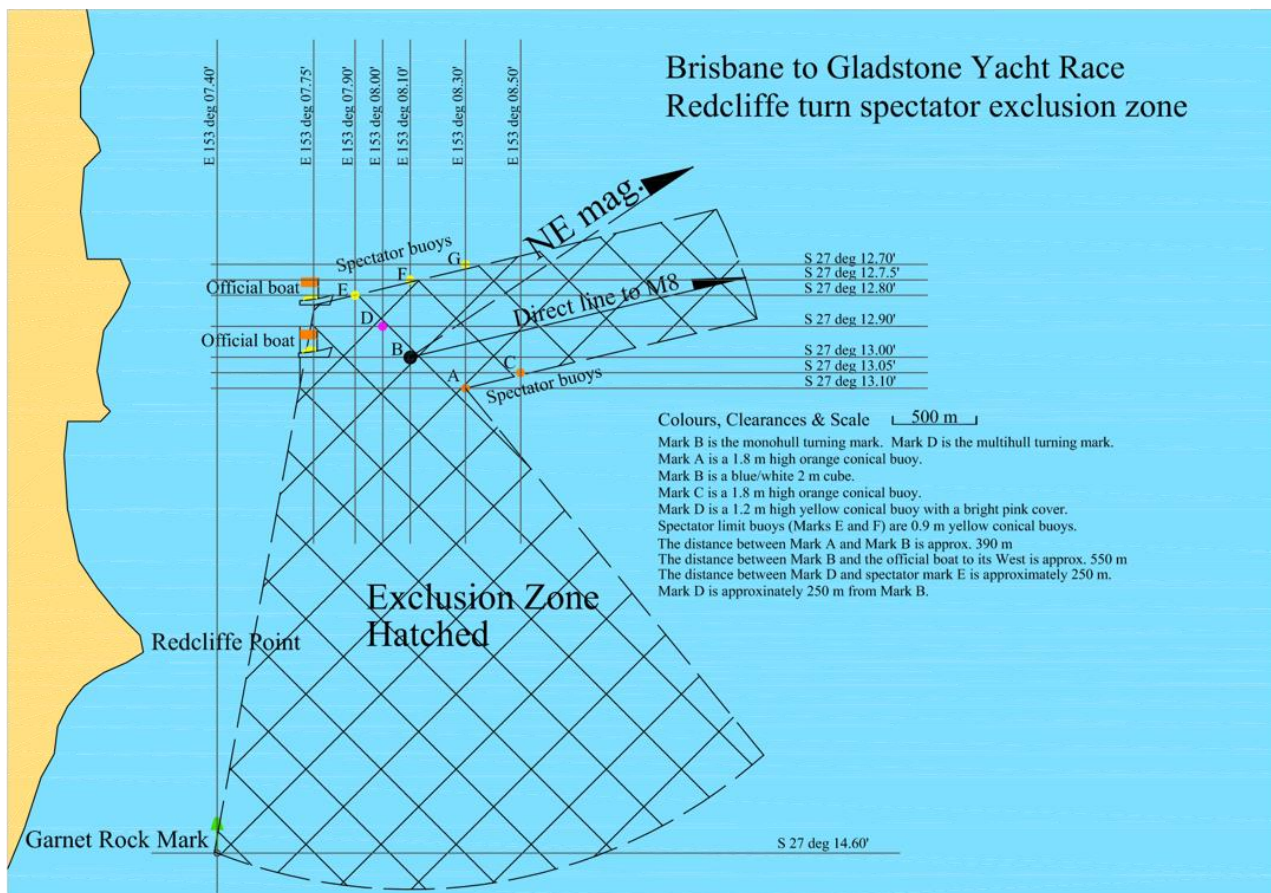 Brisbane to Gladstone Yacht Race
Redcliffe turn spectator exclusion zone
E 153 deg 07.40'
E 153 deg 07.75'
E 153 deg 07.90'
E 153 deg 08.00'
E 153 deg 08.10'
E 153 deg 08.30'
E 153 deg 08.50'
NE mag.
Spectator buoys
G
F
E
Official boat
D
Direct line to M8
Official boat
B
C
A
Spectator buoys
S 27 deg 12.70'
S 27 deg 12.7.5'
S 27 deg 12.80'
S 27 deg 12.90'
S 27 deg 13.00'
S 27 deg 13.05'
S 27 deg 13.10'
Colours, Clearances & Scale 500 m
Mark B is the monohull turning mark. Mark D is the multihull turning mark.
Mark A is a 1.8 m high orange conical buoy.
Mark B is a blue/white 2 m cube.
Mark C is a 1.8 m high orange conical buoy.
Mark D is a 1.2 m high yellow conical buoy with a bright pink cover.
Spectator limit buoys (Marks E and F) are 0.9 m yellow conical buoys.
The distance between Mark A and Mark B is approx. 390 m
The distance between Mark B and the official boat to its West is approx. 550 m
The distance between Mark D and spectator mark E is approximately 250 m.
Mark D is approxinately 250 m from Mark B.
Exclusion Zone
Hatched
Redcliffe Point
Garnet Rock Mark
S 27 deg 14.60'